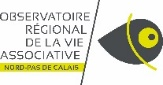 OBSERVATOIRE
RÉGIONAL
DE LA VIE
ASSOCIATIVE
NORD-PAS DE CALAIS